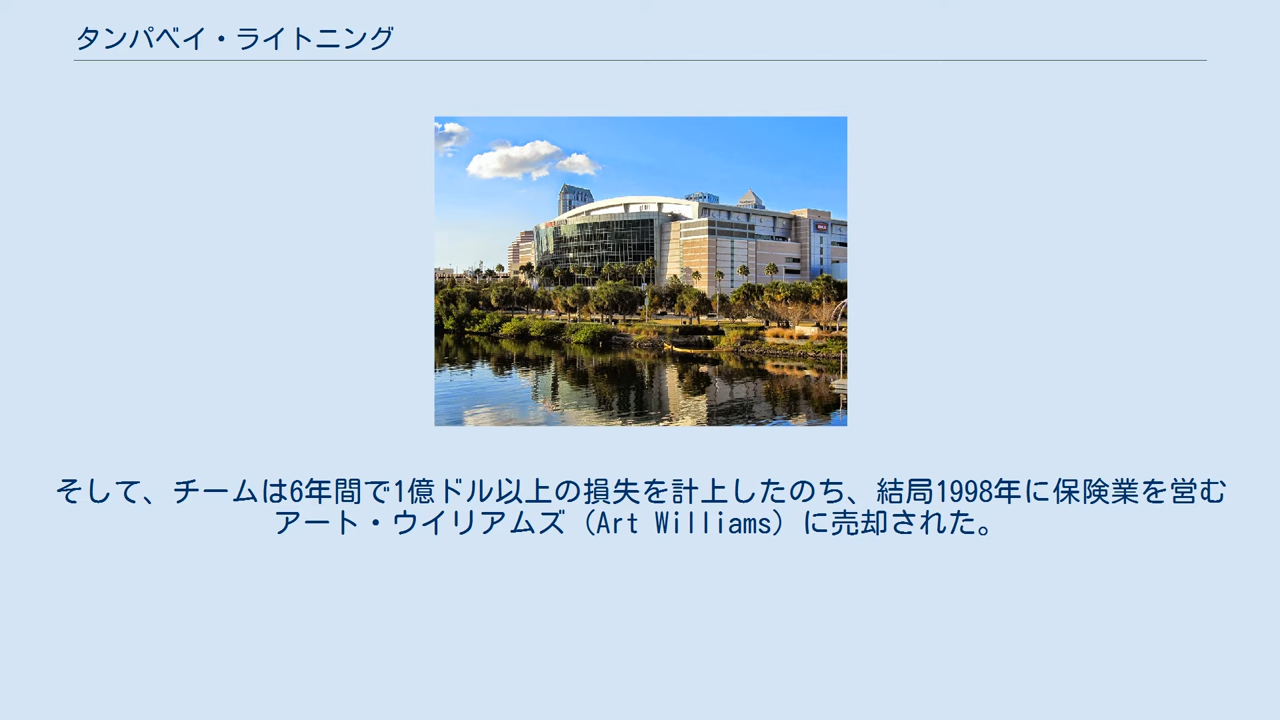 タンパベイ・ライトニング
そして、チームは6年間で1億ドル以上の損失を計上したのち、結局1998年に保険業を営む
アート・ウイリアムズ（Art Williams）に売却された。